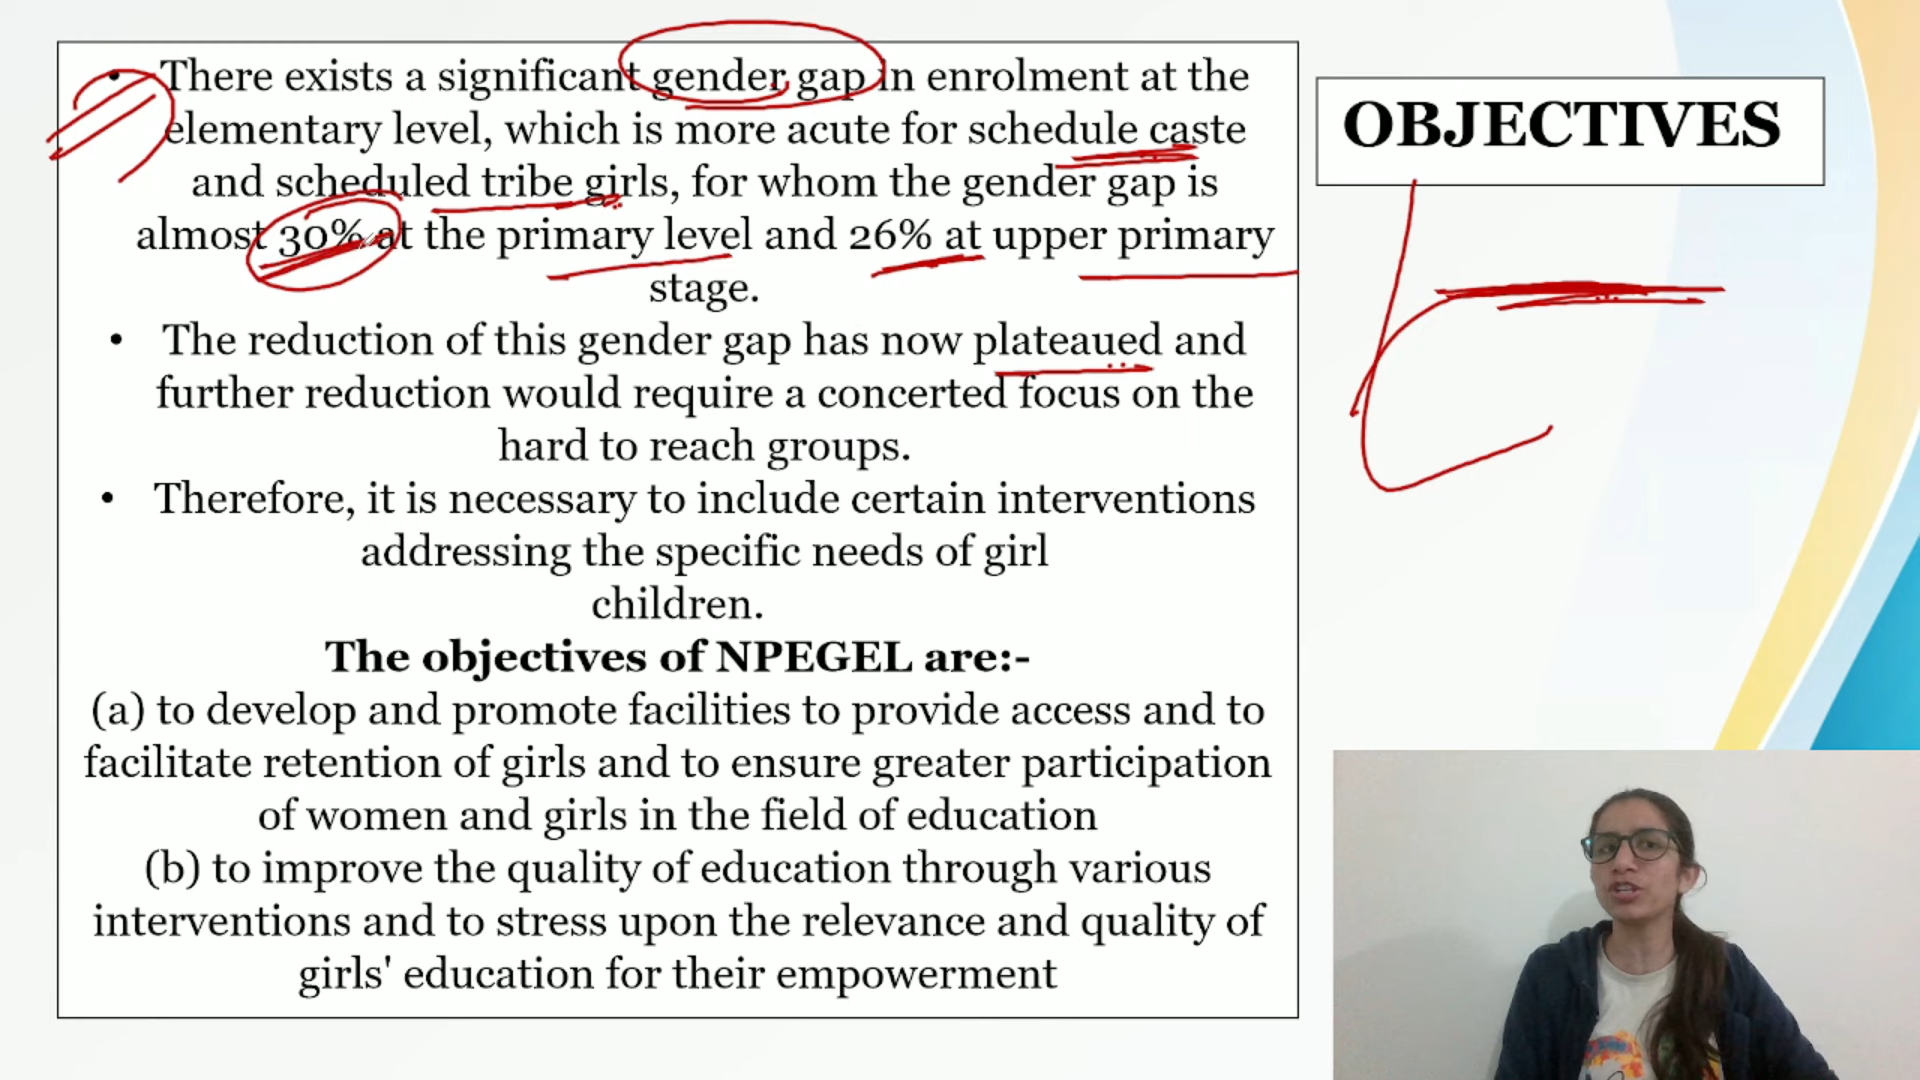 • There exists a significant gender gap in enrolment at the
elementary level, which is more acute for schedule caste
and scheduled tribe girls, for whom the gender gap is
almost 30% at the primary level and 26% at upper primary
stage.
• The reduction of this gender gap has now plateaued and
further reduction would require a concerted focus on the
hard to reach groups.
• Therefore, it is necessary to include certain interventions
addressing the specific needs of girl
children.
The objectives of NPEGEL are:-
(a) to develop and promote facilities to provide access and to
facilitate retention of girls and to ensure greater participation
of women and girls in the field of education
(b) to improve the quality of education through various
interventions and to stress upon the relevance and quality of
girls' education for their empowerment
OBJECTIVES